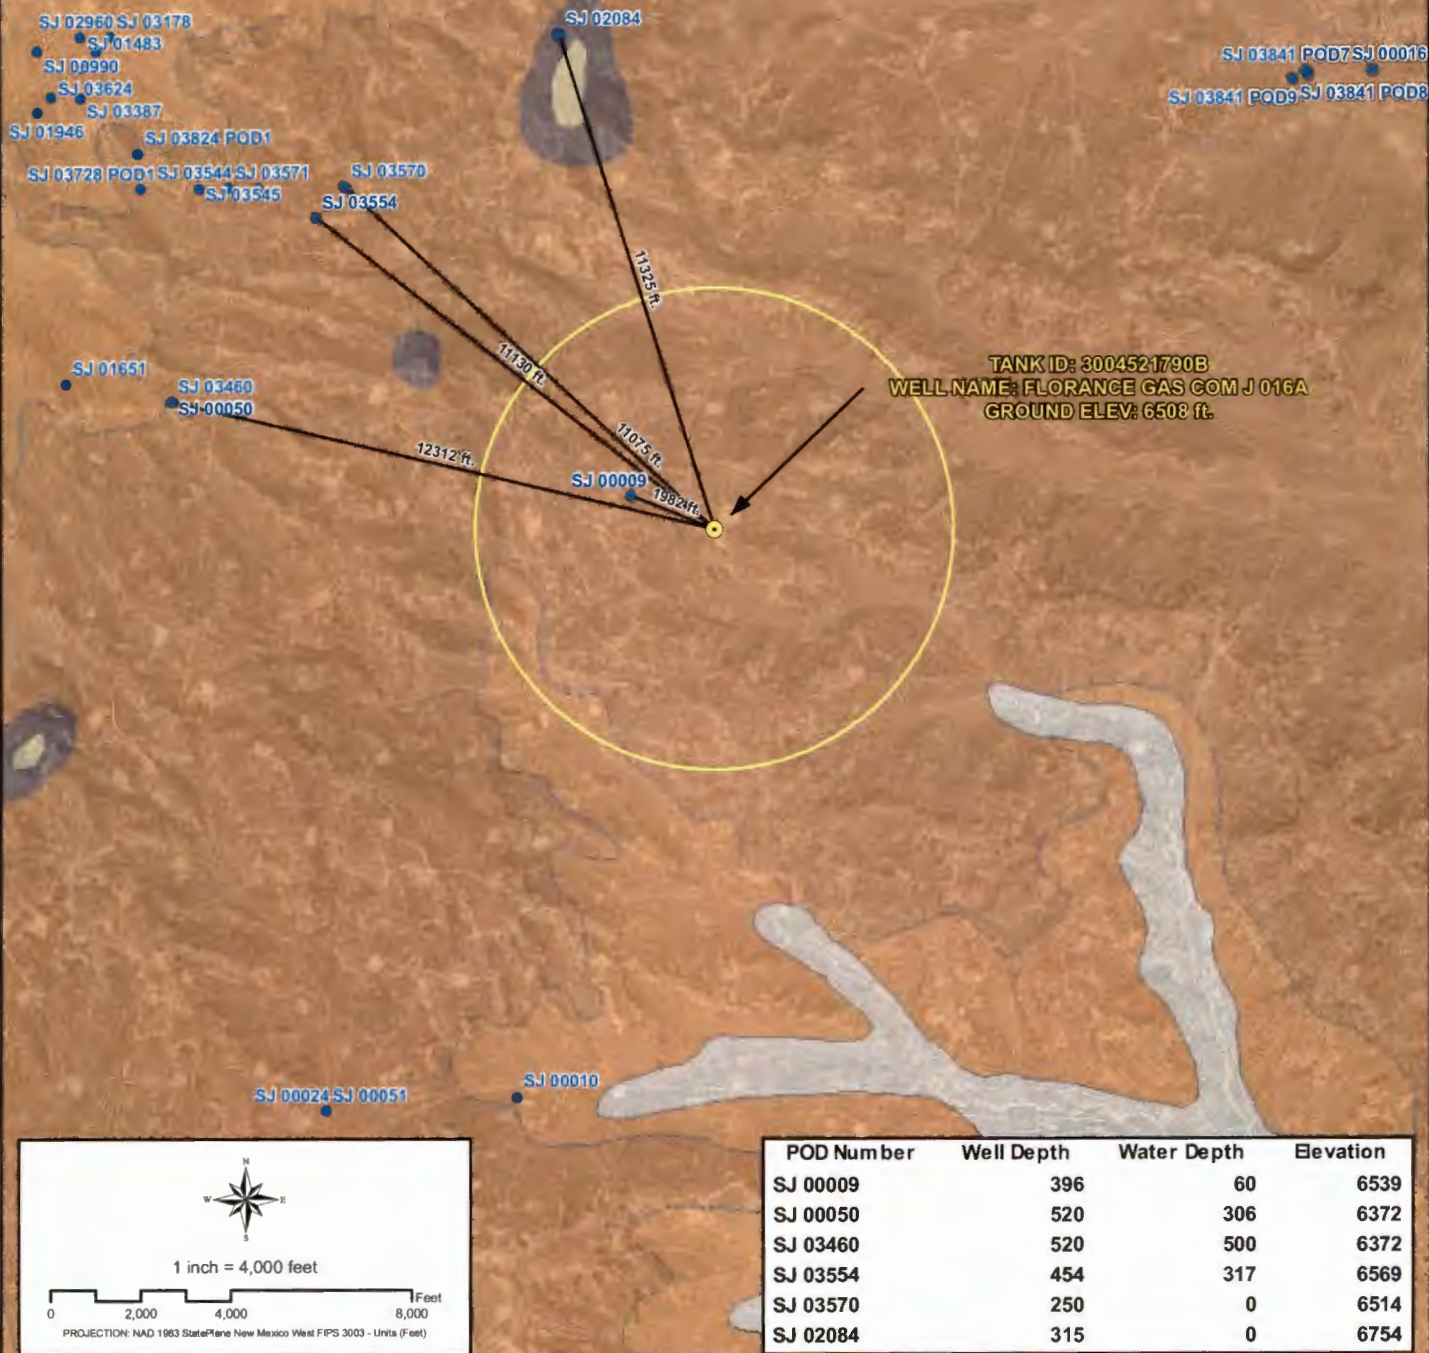 SJ 02960 SJ 03178
SJ 01483
SJ 00990
SJ 03624
SJ 03387
SJ 01946
SJ 03824 POD1
SJ 03728 POD1 SJ 03544 SJ 03571
SJ 03545
SJ 03570
SJ 03554
SJ 02084
SJ 03841 POD7 SJ 00016
SJ 03841 POD9 SJ 03841 POD8
11325 ft.
11130 ft.
SJ 01651
SJ 03460
SJ 00050
12312 ft.
11075 ft.
SJ 00009
1982 ft.
TANK ID: 3004521790B
WELL NAME: FLORANCE GAS COM J 016A
GROUND ELEV: 6508 ft.
SJ 00010
SJ 00024 SJ 00051
N
W E
S
1 inch = 4,000 feet
Feet
0 2,000 4,000 8,000
PROJECTION: NAD 1983 StatePlane New Mexico West FIPS 3003 - Units (Feet)
POD Number Well Depth Water Depth Elevation
SJ 00009 396 60 6539
SJ 00050 520 306 6372
SJ 03460 520 500 6372
SJ 03554 454 317 6569
SJ 03570 250 0 6514
SJ 02084 315 0 6754